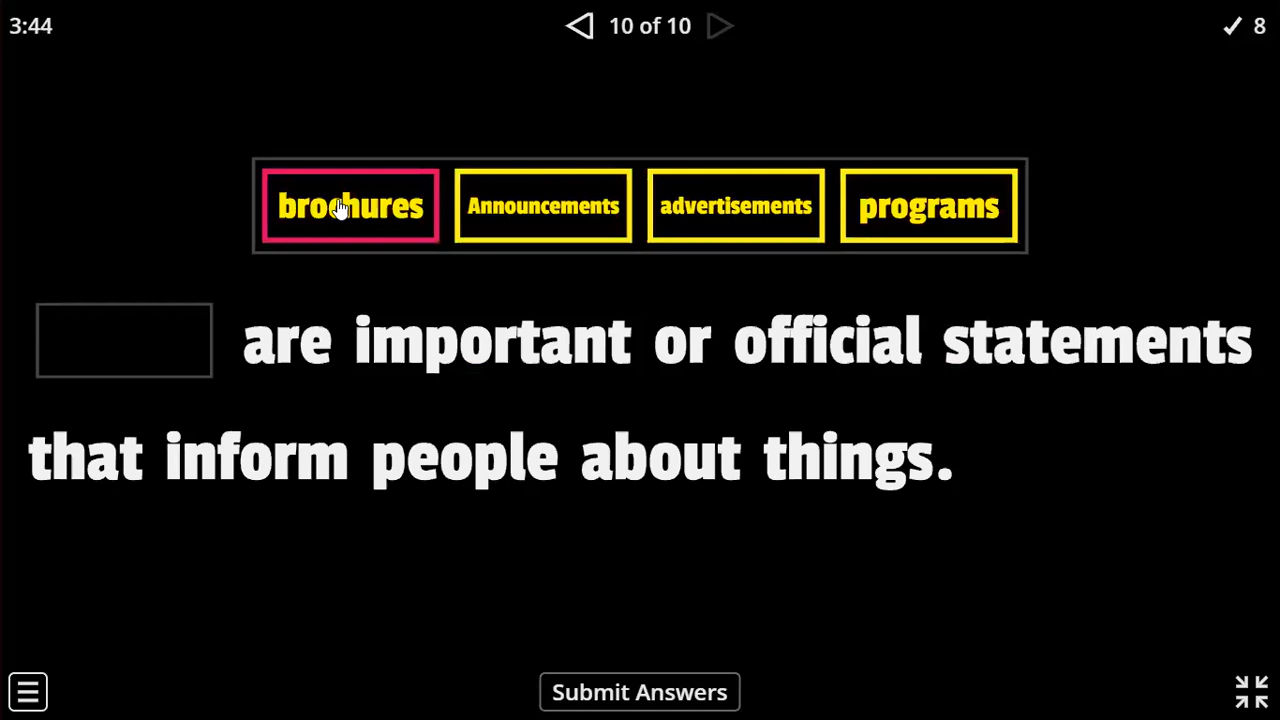 3:44
10 of 10
8
brochures Announcements advertisements programs
are important or official statements
that inform people about things.
Submit Answers